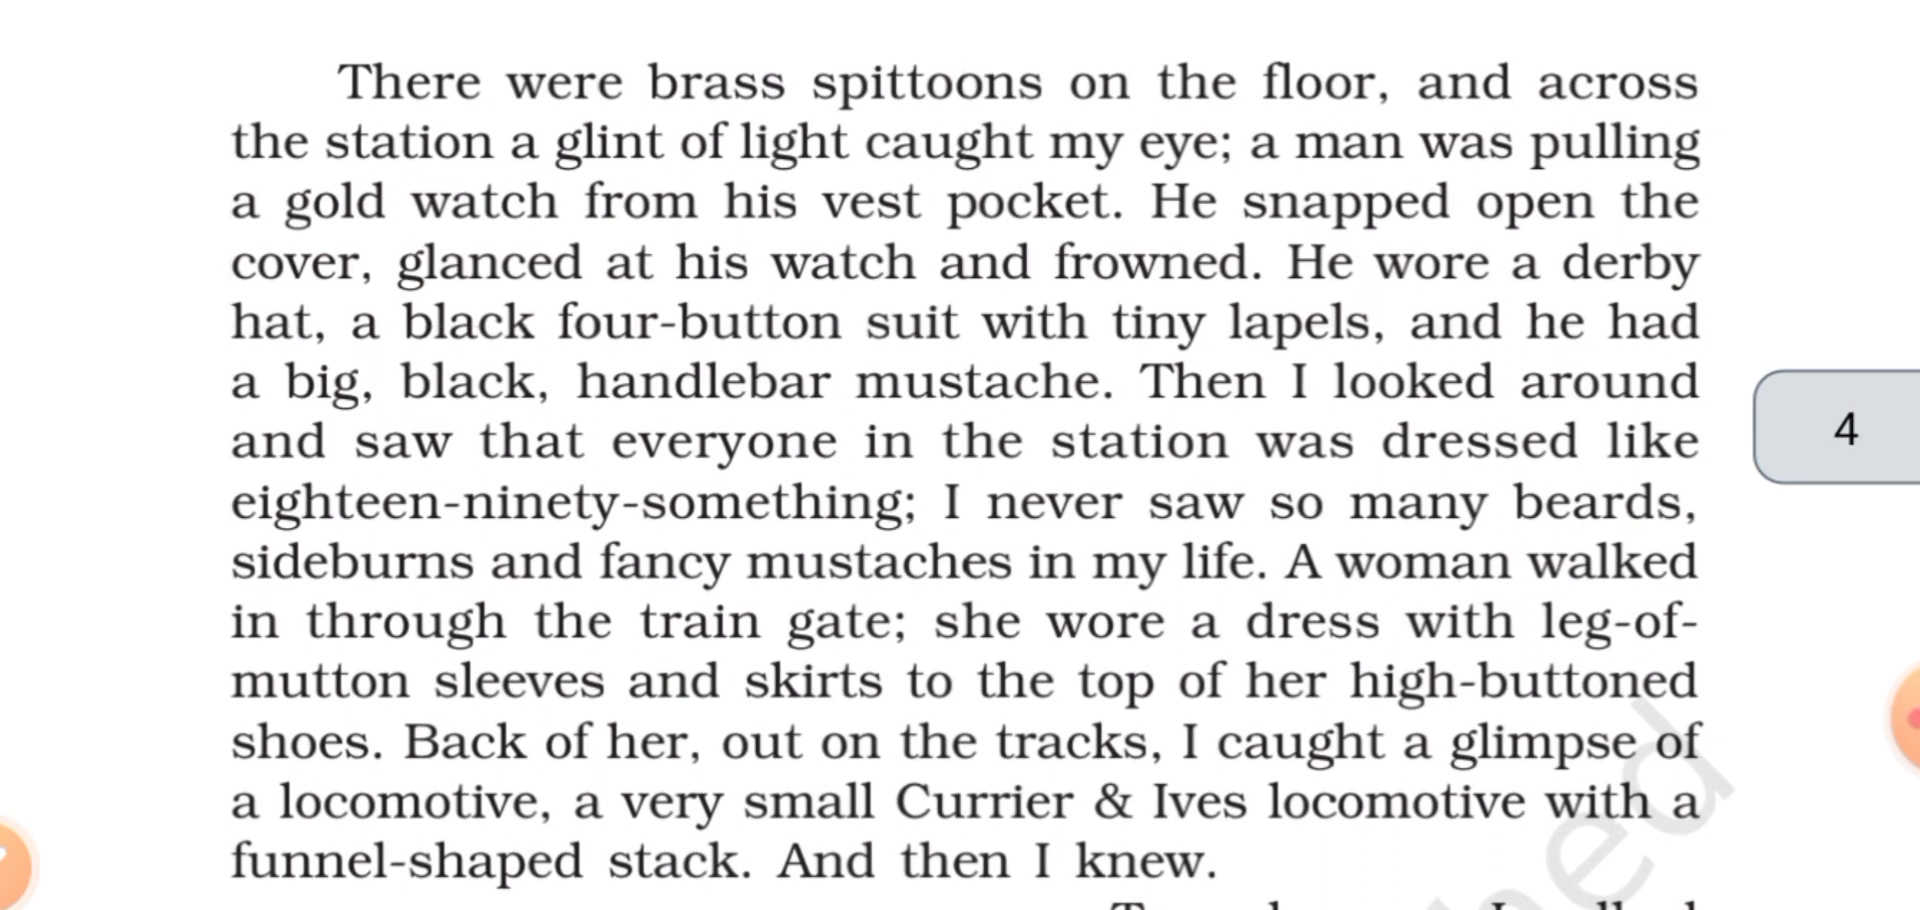 There were brass spittoons on the floor, and across
the station a glint of light caught my eye; a man was pulling
a gold watch from his vest pocket. He snapped open the
cover, glanced at his watch and frowned. He wore a derby
hat, a black four-button suit with tiny lapels, and he had
a big, black, handlebar mustache. Then I looked around
and saw that everyone in the station was dressed like
eighteen-ninety-something; I never saw so many beards,
sideburns and fancy mustaches in my life. A woman walked
in through the train gate; she wore a dress with leg-of-
mutton sleeves and skirts to the top of her high-buttoned
shoes. Back of her, out on the tracks, I caught a glimpse of
a locomotive, a very small Currier & Ives locomotive with a
funnel-shaped stack. And then I knew.
4